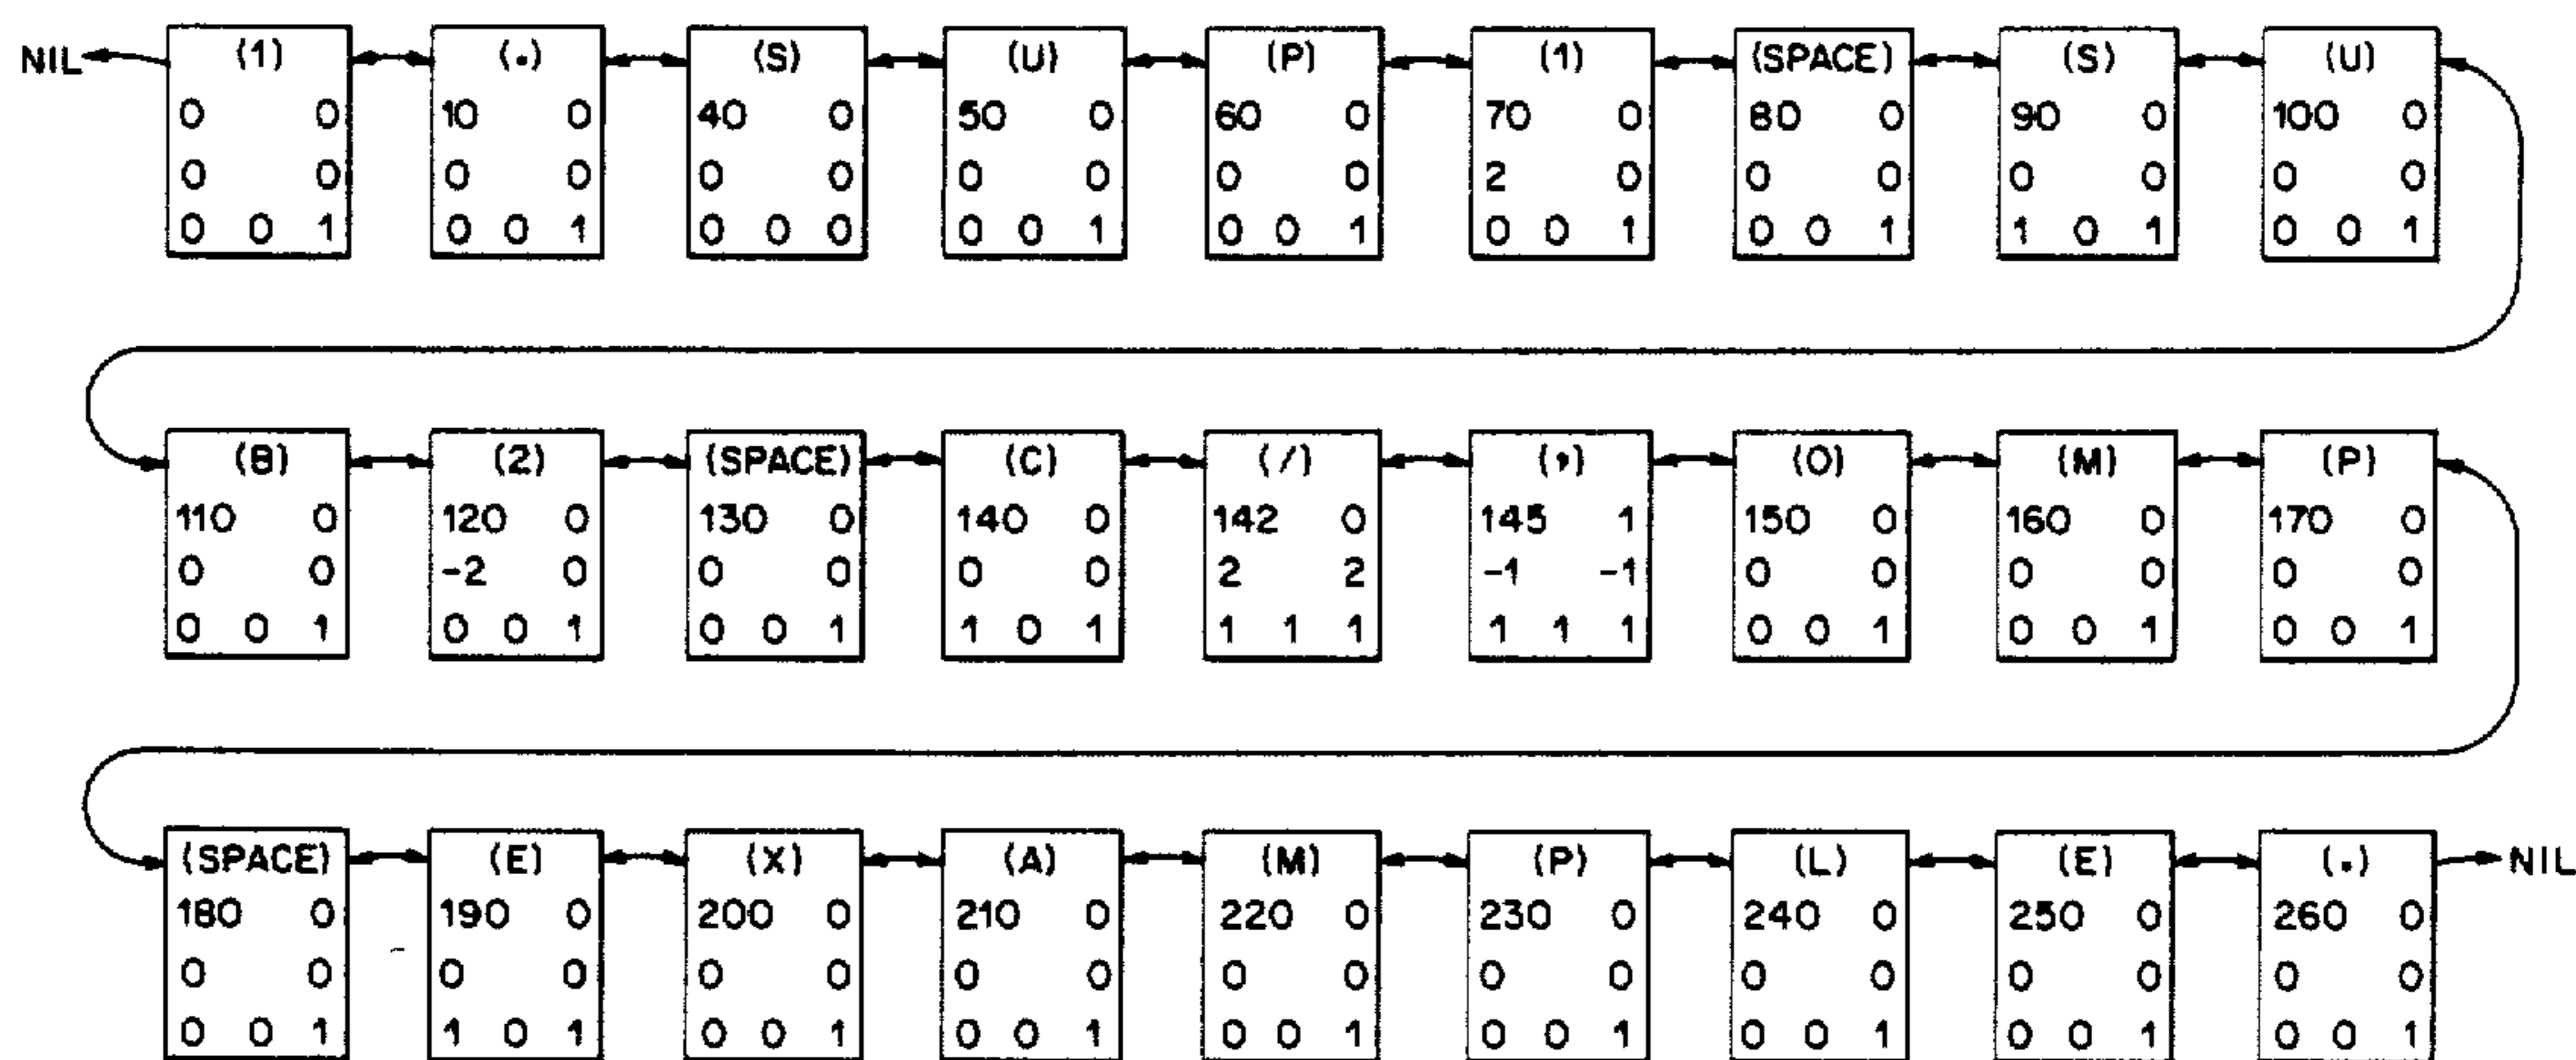 NIL (1) (.) (S) (U) (P) (1) (SPACE) (S) (U)
0 0 10 0 40 0 50 0 60 0 70 0 80 0 90 0 100 0
0 0 0 0 0 0 0 0 0 0 2 0 0 0 0 0 0 0
0 0 1 0 0 1 0 0 0 0 0 1 0 0 1 0 0 1 0 0 1 1 0 1 0 0 1
(B) (2) (SPACE) (C) (/) (,) (O) (M) (P)
110 0 120 0 130 0 140 0 142 0 145 1 150 0 160 0 170 0
0 0 -2 0 0 0 0 0 2 2 -1 -1 0 0 0 0 0 0
0 0 1 0 0 1 0 0 1 1 0 1 1 1 1 1 1 1 0 0 1 0 0 1 0 0 1
(SPACE) (E) (X) (A) (M) (P) (L) (E) (.) NIL
180 0 190 0 200 0 210 0 220 0 230 0 240 0 250 0 260 0
0 0 0 0 0 0 0 0 0 0 0 0 0 0 0 0 0 0
0 0 1 1 0 1 0 0 1 0 0 1 0 0 1 0 0 1 0 0 1 0 0 1 0 0 1